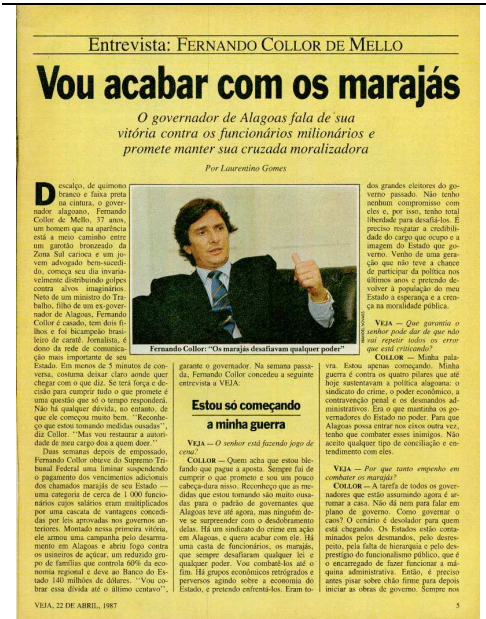 Entrevista: FERNANDO COLLOR DE MELLO
Vou acabar com os marajás
O governador de Alagoas fala de sua
vitória contra os funcionários milionários e
promete manter sua cruzada moralizadora
Por Laurentino Gomes
Descalço, de quimono
branco e faixa preta
na cintura, o gover-
nador alagoano, Fernando
Collor de Mello, 37 anos,
um homem que na aparência
está a meio caminho entre
um garotão bronzeado da
Zona Sul carioca e um jo-
vem advogado bem-sucedi-
do, começa seu dia invaria-
velmente distribuindo golpes
contra alvos imaginários.
Neto de um ministro do Tra-
balho, filho de um ex-gover-
nador de Alagoas, Fernando
Collor é casado, tem dois fi-
lhos e foi bicampeão brasi-
leiro de caratê. Jornalista, é
dono da rede de comunica-
ção mais importante de seu
Estado. Em menos de 5 minutos de con-
versa, costuma deixar claro aonde quer
chegar com o que diz. Se terá força e de-
cisão para cumprir tudo o que promete é
uma questão que só o tempo responderá.
Não há qualquer dúvida, no entanto, de
que ele começou muito bem. "Reconhe-
ço que estou tomando medidas ousadas",
diz Collor. "Mas vou restaurar a autori-
dade de meu cargo doa a quem doer."
Duas semanas depois de empossado,
Fernando Collor obteve do Supremo Tri-
bunal Federal uma liminar suspendendo
o pagamento dos vencimentos adicionais
dos chamados marajás de seu Estado —
uma categoria de cerca de 1 000 funcio-
nários cujos salários eram multiplicados
por uma cascata de vantagens concedi-
das por leis aprovadas nos governos an-
teriores. Montado nessa primeira vitória,
ele armou uma campanha pelo desarma-
mento em Alagoas e abriu fogo contra
os usineiros de açúcar, um reduzido gru-
po de famílias que controla 60% da eco-
nomia regional e deve ao Banco do Es-
tado 140 milhões de dólares. "Vou co-
brar essa dívida até o último centavo",
Fernando Collor: "Os marajás desafiavam qualquer poder"
garante o governador. Na semana passa-
da, Fernando Collor concedeu a seguinte
entrevista a VEJA:
Estou só começando
a minha guerra
VEJA — O senhor está fazendo jogo de
cena?
COLLOR — Quem acha que estou ble-
fando que pague a aposta. Sempre fui de
cumprir o que prometo e sou um pouco
cabeça-dura nisso. Reconheço que as me-
didas que estou tomando são muito ousa-
das para o padrão de governantes que
Alagoas teve até agora, mas ninguém de-
ve se surpreender com o desdobramento
delas. Há um sindicato do crime em ação
em Alagoas, e quero acabar com ele. Há
uma casta de funcionários, os marajás,
que sempre desafiaram qualquer lei e
qualquer poder. Vou combatê-los até o
fim. Há grupos econômicos retrógrados e
perversos agindo sobre a economia do
Estado, e pretendo enfrentá-los. Eram to-
dos grandes eleitores do go-
verno passado. Não tenho
nenhum compromisso com
eles e, por isso, tenho total
liberdade para desafiá-los. É
preciso resgatar a credibili-
dade do cargo que ocupo e a
imagem do Estado que go-
verno. Venho de uma gera-
ção que não teve a chance
de participar da política nos
últimos anos e pretendo de-
volver à população do meu
Estado a esperança e a cren-
ça na moralidade pública.
VEJA — Que garantia o
senhor pode dar de que não
vai repetir todos os erros
que está criticando?
COLLOR — Minha pala-
vra. Estou apenas começando. Minha
guerra é contra os quatro pilares que até
hoje sustentavam a política alagoana: o
sindicato do crime, o poder econômico, a
contravenção penal e os desmandos ad-
ministrativos. Era o que mantinha os go-
vernadores do Estado no poder. Para que
Alagoas possa entrar nos eixos outra vez,
tenho que combater esses inimigos. Não
aceito qualquer tipo de conciliação e en-
tendimento com eles.
VEJA — Por que tanto empenho em
combater os marajás?
COLLOR — A tarefa de todos os gover-
nadores que estão assumindo agora é ar-
rumar a casa. Não dá nem para falar em
plano de governo. Como governar o
caos? O cenário é desolador para quem
está chegando. Os Estados estão conta-
minados pelos desmandos, pelo desres-
peito, pela falta de hierarquia e pelo des-
prestígio do funcionalismo público, que é
o encarregado de fazer funcionar a má-
quina administrativa. Então, é preciso
antes pisar sobre chão firme para depois
iniciar as obras de governo. Sempre nos
VEJA, 22 DE ABRIL, 1987
5